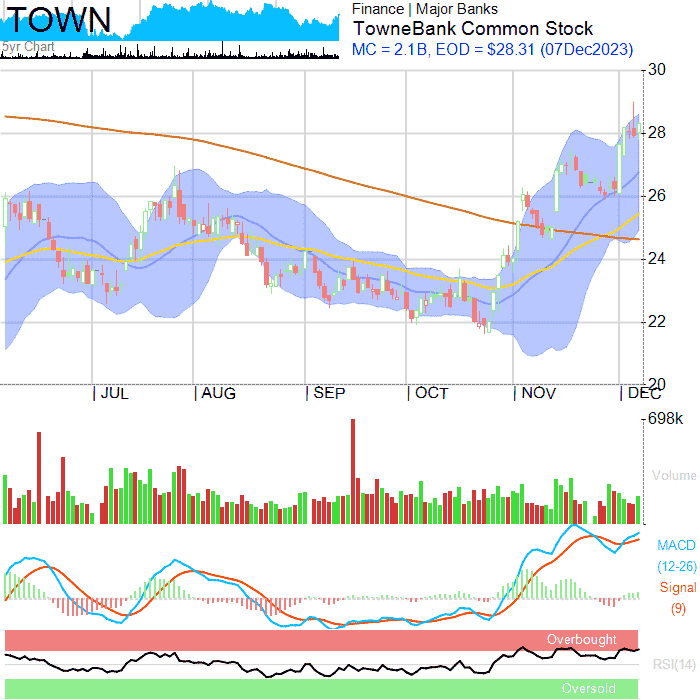 TOWN
5yr Chart
Finance | Major Banks
TowneBank Common Stock
MC = 2.1B, EOD = $28.31 (07Dec2023)
30
28
26
24
22
20
JUL AUG SEP OCT NOV DEC
698k
Volume
MACD
(12-26)
Signal
(9)
Overbought
RSI(14)
Oversold